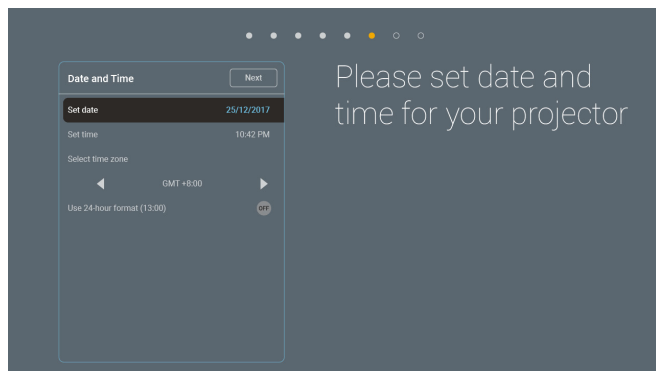 Date and Time
Next
Please set date and
time for your projector
Set date 25/12/2017
Set time 10:42 PM
Select time zone
GMT +8:00
Use 24-hour format (13:00) OFF